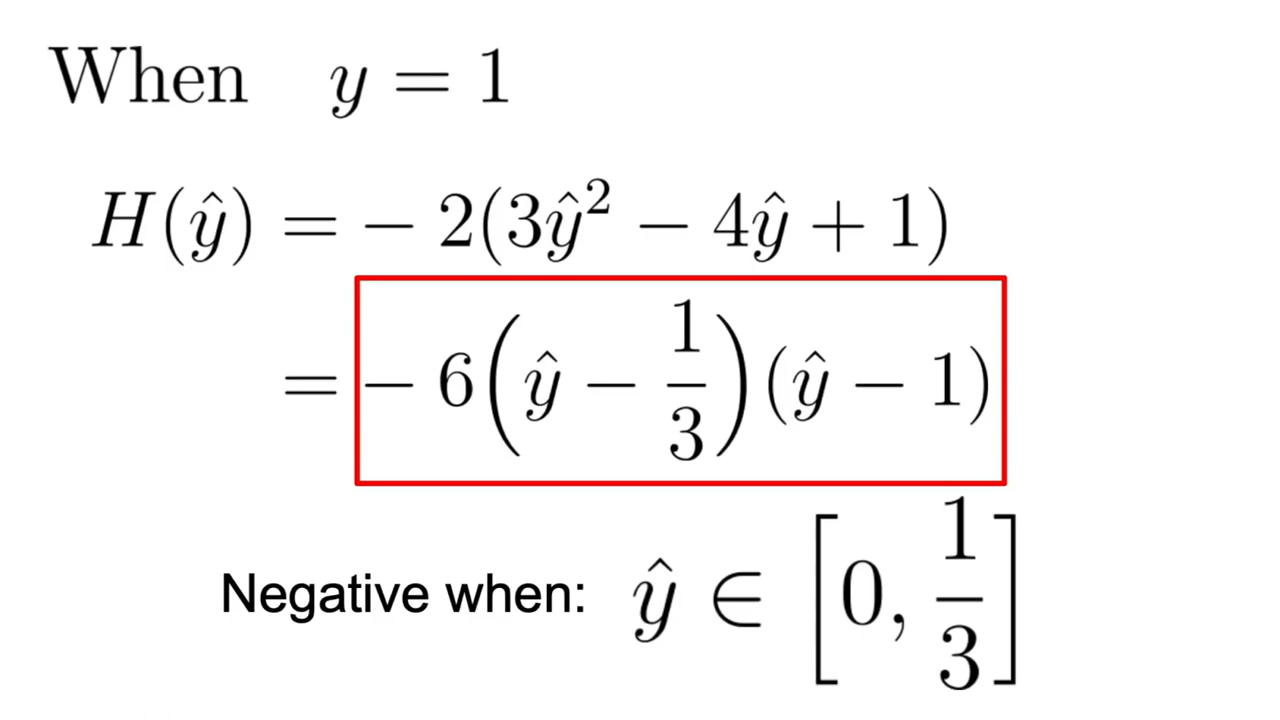 When y = 1
H(ŷ) = − 2(3ŷ² − 4ŷ + 1)
= − 6(ŷ − 1/3)(ŷ − 1)
Negative when: ŷ ∈ [0, 1/3]